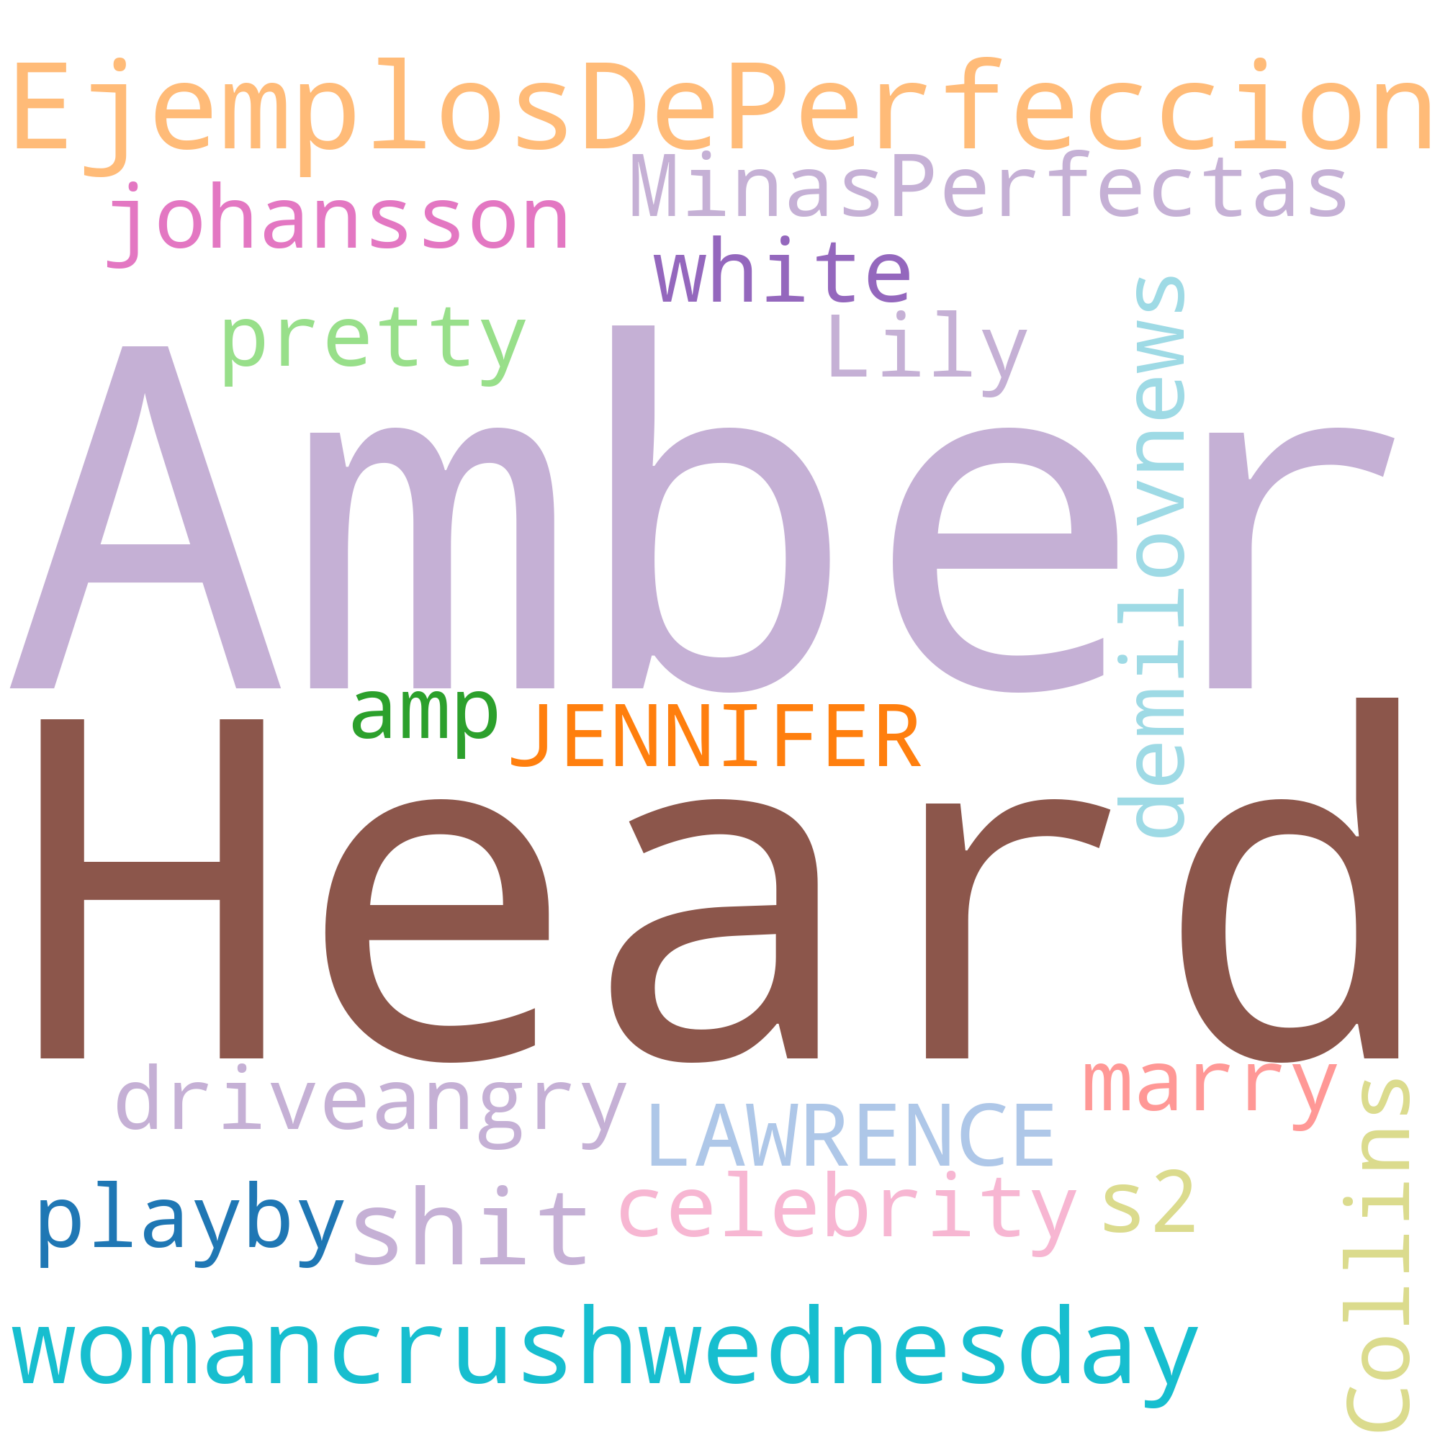 EjemplosDePerfeccion
MinasPerfectas
johansson
white
pretty
Lily
demilovnews
Amber
amp
JENNIFER
Heard
driveangry
LAWRENCE
marry
Collins
playby
shit
celebrity
s2
womancrushwednesday